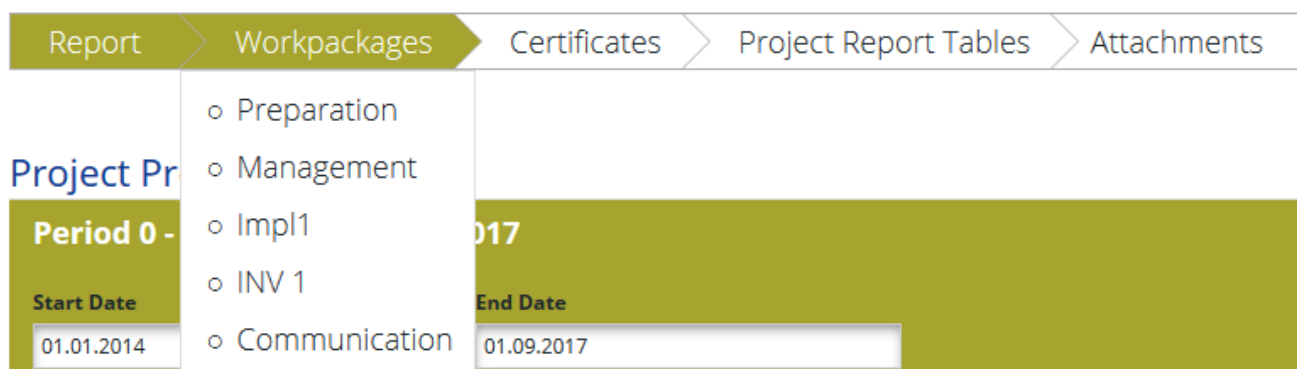 Report Workpackages Certificates Project Report Tables Attachments
Preparation
Management
Impl1
INV 1
Communication
Project Pr
Period 0 - 017
Start Date End Date
01.01.2014 01.09.2017